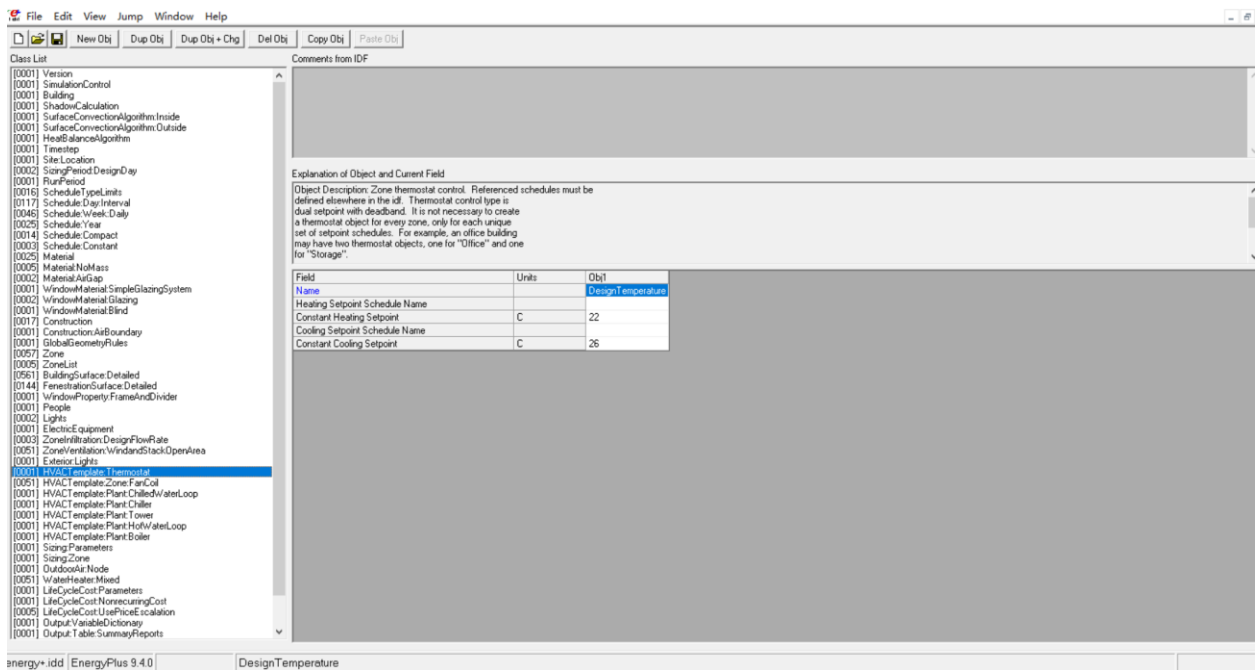 File Edit View Jump Window Help
New Obj Dup Obj Dup Obj + Chg Del Obj Copy Obj Paste Obj
Class List
[0001] Version
[0001] SimulationControl
[0001] Building
[0001] ShadowCalculation
[0001] SurfaceConvectionAlgorithm:Inside
[0001] SurfaceConvectionAlgorithm:Outside
[0001] HeatBalanceAlgorithm
[0001] Timestep
[0001] Site:Location
[0002] SizingPeriod:DesignDay
[0001] RunPeriod
[0016] ScheduleTypeLimits
[0117] Schedule:Day:Interval
[0046] Schedule:Week:Daily
[0025] Schedule:Year
[0014] Schedule:Compact
[0003] Schedule:Constant
[0025] Material
[0005] Material:NoMass
[0002] Material:AirGap
[0001] WindowMaterial:SimpleGlazingSystem
[0002] WindowMaterial:Glazing
[0001] WindowMaterial:Blind
[0017] Construction
[0001] Construction:AirBoundary
[0001] GlobalGeometryRules
[0057] Zone
[0005] ZoneList
[0561] BuildingSurface:Detailed
[0144] FenestrationSurface:Detailed
[0001] WindowProperty:FrameAndDivider
[0001] People
[0002] Lights
[0001] ElectricEquipment
[0003] ZoneInfiltration:DesignFlowRate
[0051] ZoneVentilation:WindandStackOpenArea
[0001] Exterior:Lights
[0001] HVACTemplate:Thermostat
[0051] HVACTemplate:Zone:FanCoil
[0001] HVACTemplate:Plant:ChilledWaterLoop
[0001] HVACTemplate:Plant:Chiller
[0001] HVACTemplate:Plant:Tower
[0001] HVACTemplate:Plant:HotWaterLoop
[0001] HVACTemplate:Plant:Boiler
[0001] Sizing:Parameters
[0001] Sizing:Zone
[0001] OutdoorAir:Node
[0051] WaterHeater:Mixed
[0001] LifeCycleCost:Parameters
[0001] LifeCycleCost:NonrecurringCost
[0005] LifeCycleCost:UsePriceEscalation
[0001] Output:VariableDictionary
[0001] Output:Table:SummaryReports
Comments from IDF
Explanation of Object and Current Field
Object Description: Zone thermostat control. Referenced schedules must be
defined elsewhere in the idf. Thermostat control type is
dual setpoint with deadband. It is not necessary to create
a thermostat object for every zone, only for each unique
set of setpoint schedules. For example, an office building
may have two thermostat objects, one for "Office" and one
for "Storage".
Field Units Obj1
Name DesignTemperature
Heating Setpoint Schedule Name
Constant Heating Setpoint C 22
Cooling Setpoint Schedule Name
Constant Cooling Setpoint C 26
energy+.idd EnergyPlus 9.4.0 DesignTemperature